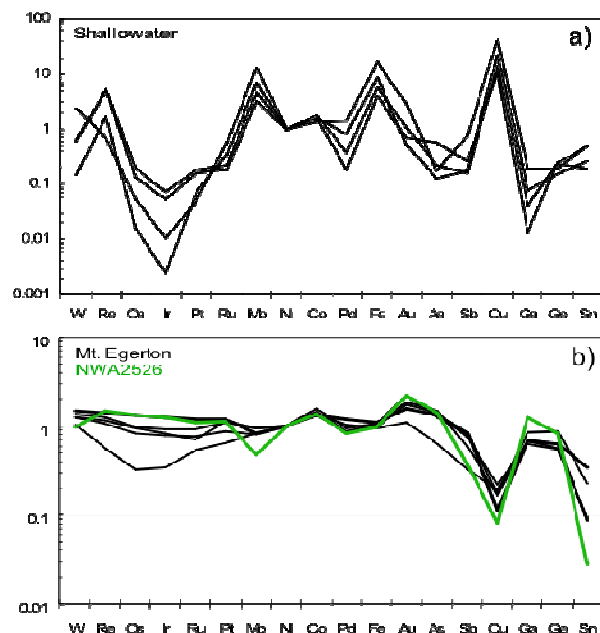 100
Shallowater a)
10
1
0.1
0.01
0.001
W Re Os Ir Pt Ru Mo Ni Co Pd Fe Au As Sb Cu Ga Ge Sn
10
Mt. Egerton b)
NWA2526
1
0.1
0.01
W Re Os Ir Ru Pt Mo Ni Co Pd Fe Au As Sb Cu Ga Ge Sn